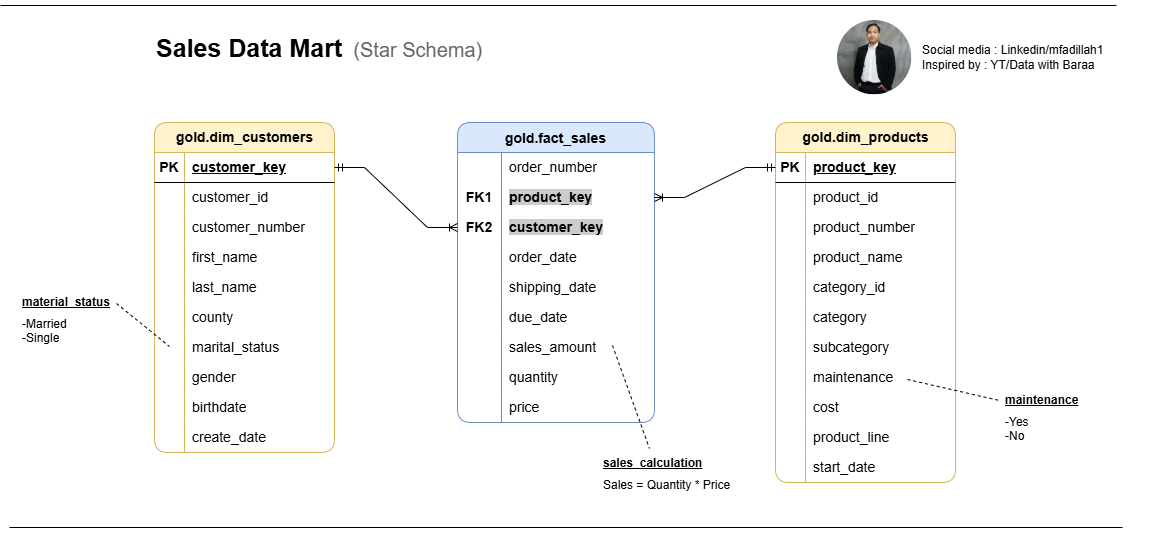 Sales Data Mart (Star Schema)
Social media : Linkedin/mfadillah1
Inspired by : YT/Data with Baraa
gold.dim_customers
PK customer_key
customer_id
customer_number
first_name
last_name
county
marital_status
gender
birthdate
create_date
material_status
-Married
-Single
gold.fact_sales
order_number
FK1 product_key
FK2 customer_key
order_date
shipping_date
due_date
sales_amount
quantity
price
sales_calculation
Sales = Quantity * Price
gold.dim_products
PK product_key
product_id
product_number
product_name
category_id
category
subcategory
maintenance
cost
product_line
start_date
maintenance
-Yes
-No